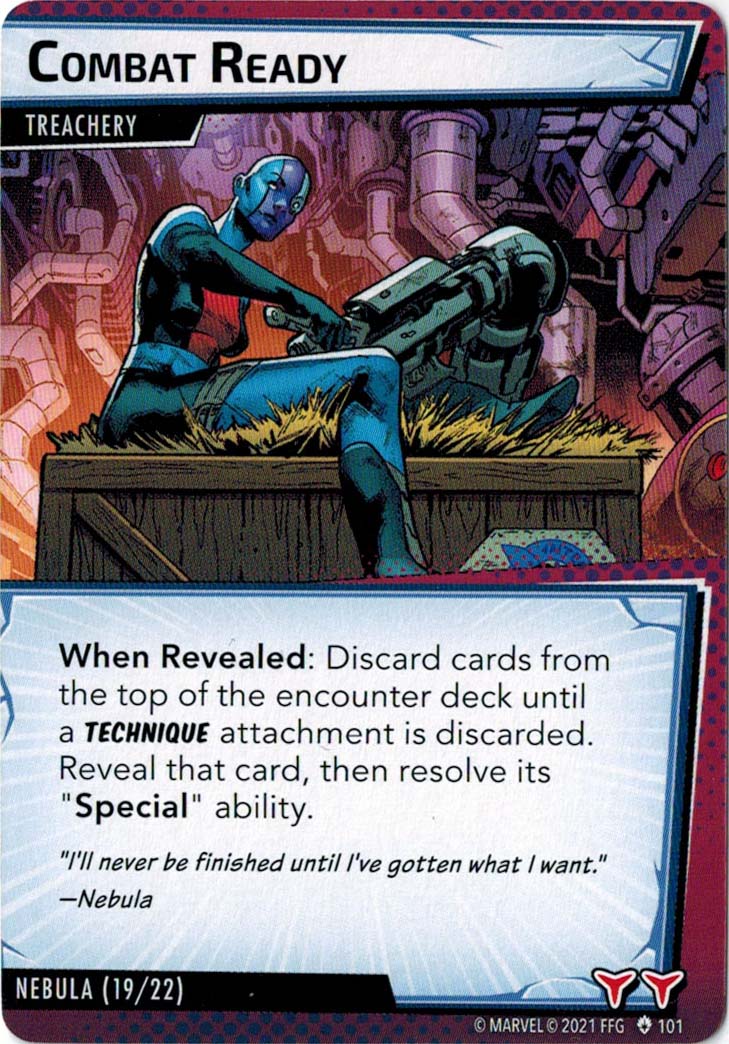 COMBAT READY
TREACHERY
When Revealed: Discard cards from
the top of the encounter deck until
a TECHNIQUE attachment is discarded.
Reveal that card, then resolve its
"Special" ability.
"I'll never be finished until I've gotten what I want."
—Nebula
NEBULA (19/22)
© MARVEL © 2021 FFG 101